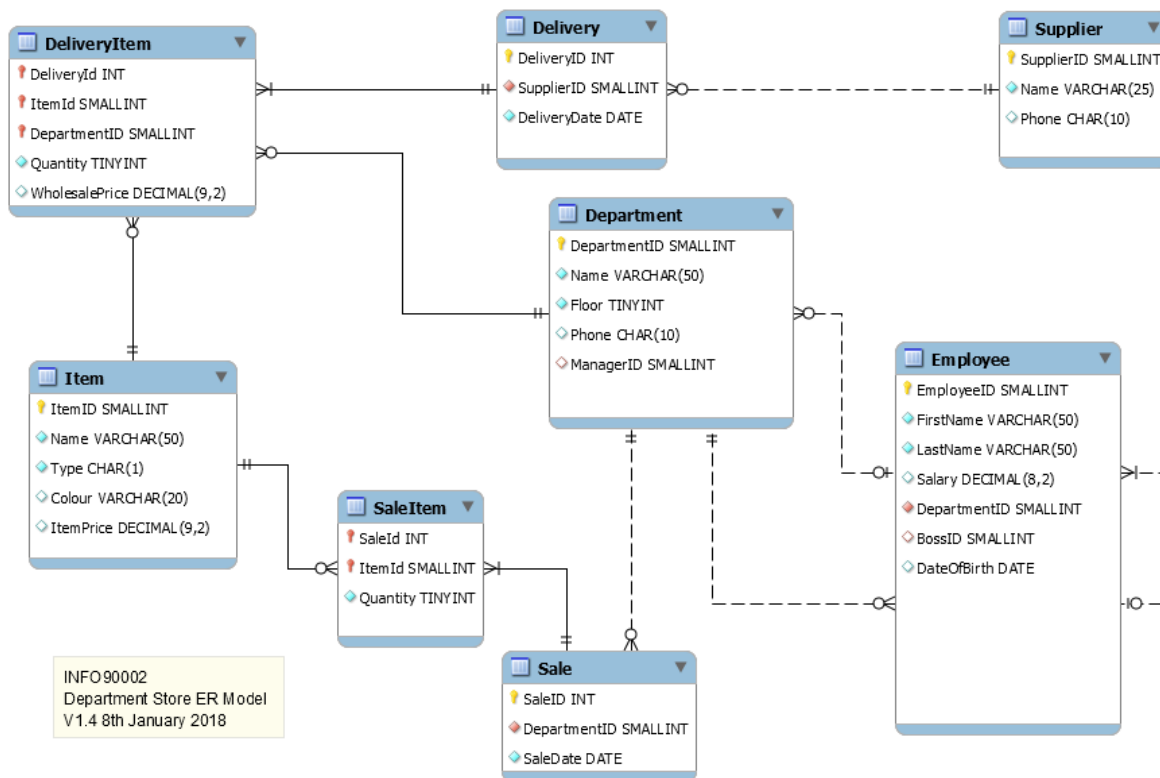 DeliveryItem
DeliveryId INT
ItemId SMALLINT
DepartmentID SMALLINT
Quantity TINYINT
WholesalePrice DECIMAL(9,2)
Delivery
DeliveryID INT
SupplierID SMALLINT
DeliveryDate DATE
Supplier
SupplierID SMALLINT
Name VARCHAR(25)
Phone CHAR(10)
Department
DepartmentID SMALLINT
Name VARCHAR(50)
Floor TINYINT
Phone CHAR(10)
ManagerID SMALLINT
Item
ItemID SMALLINT
Name VARCHAR(50)
Type CHAR(1)
Colour VARCHAR(20)
ItemPrice DECIMAL(9,2)
Employee
EmployeeID SMALLINT
FirstName VARCHAR(50)
LastName VARCHAR(50)
Salary DECIMAL(8,2)
DepartmentID SMALLINT
BossID SMALLINT
DateOfBirth DATE
SaleItem
SaleId INT
ItemId SMALLINT
Quantity TINYINT
Sale
SaleID INT
DepartmentID SMALLINT
SaleDate DATE
INFO90002
Department Store ER Model
V1.4 8th January 2018